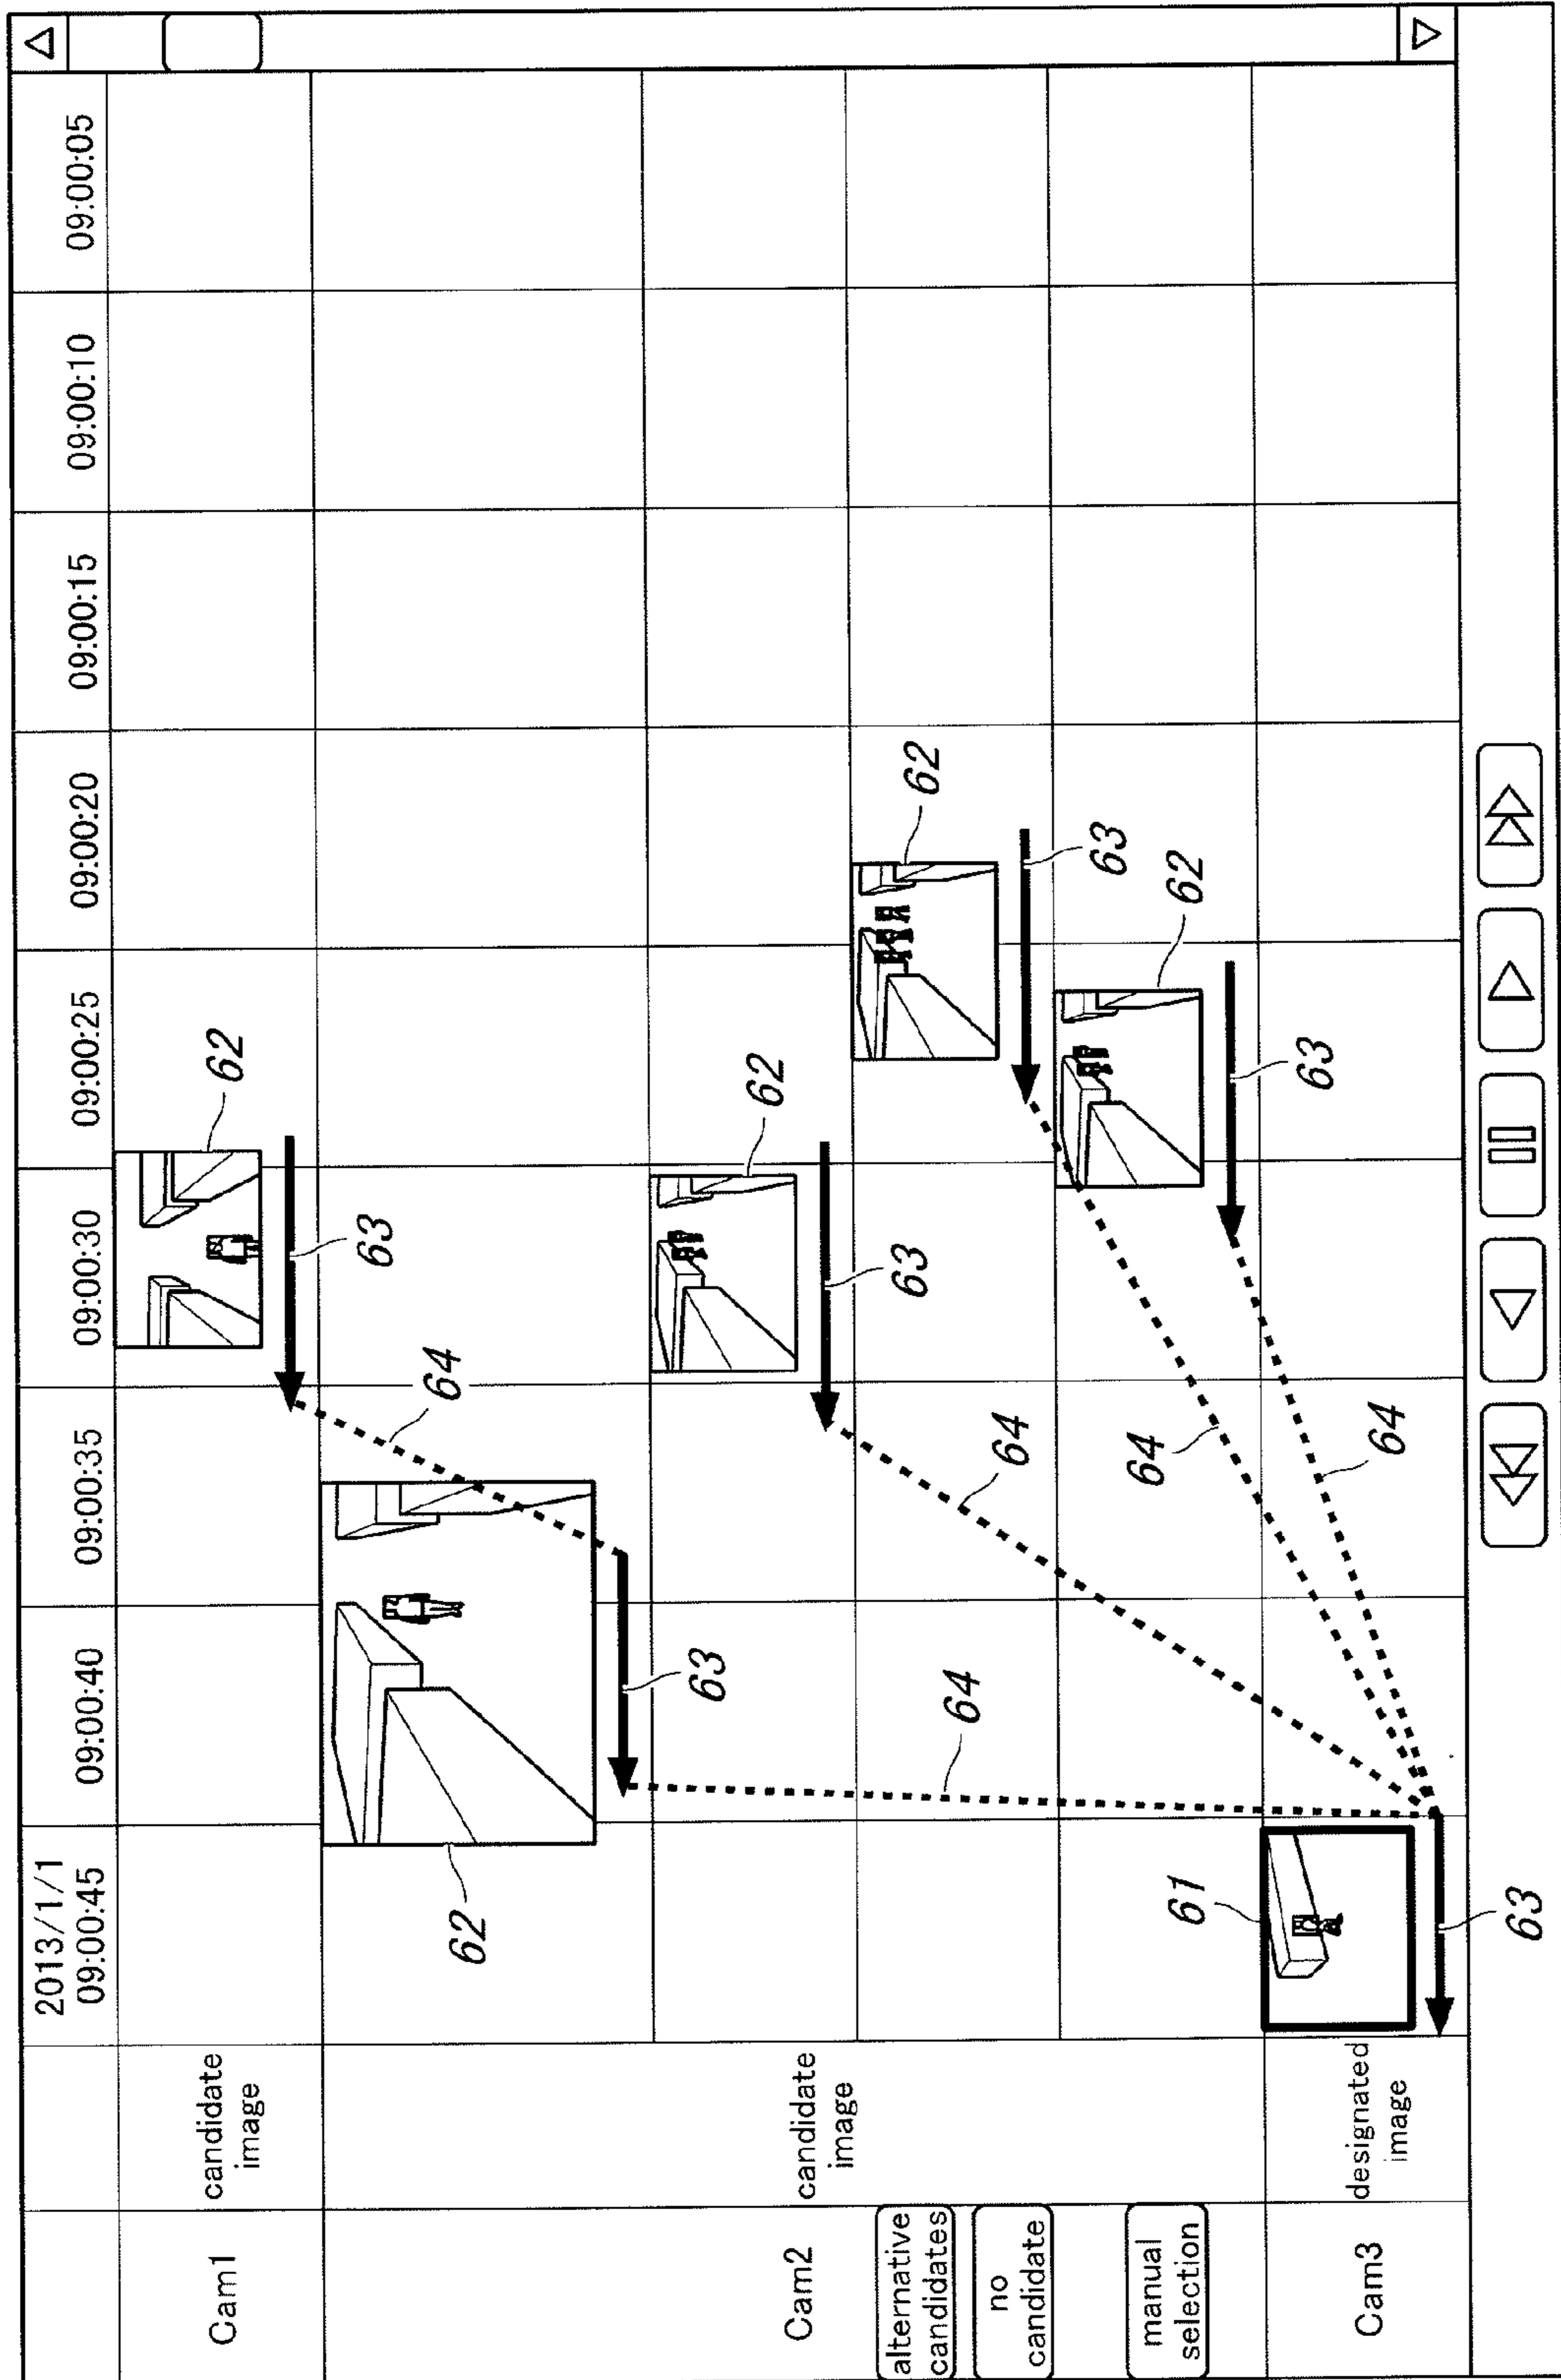 2013/1/1
09:00:45 09:00:40 09:00:35 09:00:30 09:00:25 09:00:20 09:00:15 09:00:10 09:00:05
Cam1
candidate
image
62
63
64
62
63
Cam2
candidate
image
62
63
64
62
63
64
62
63
64
64
alternative
candidates
no
candidate
manual
selection
Cam3
designated
image
61
63